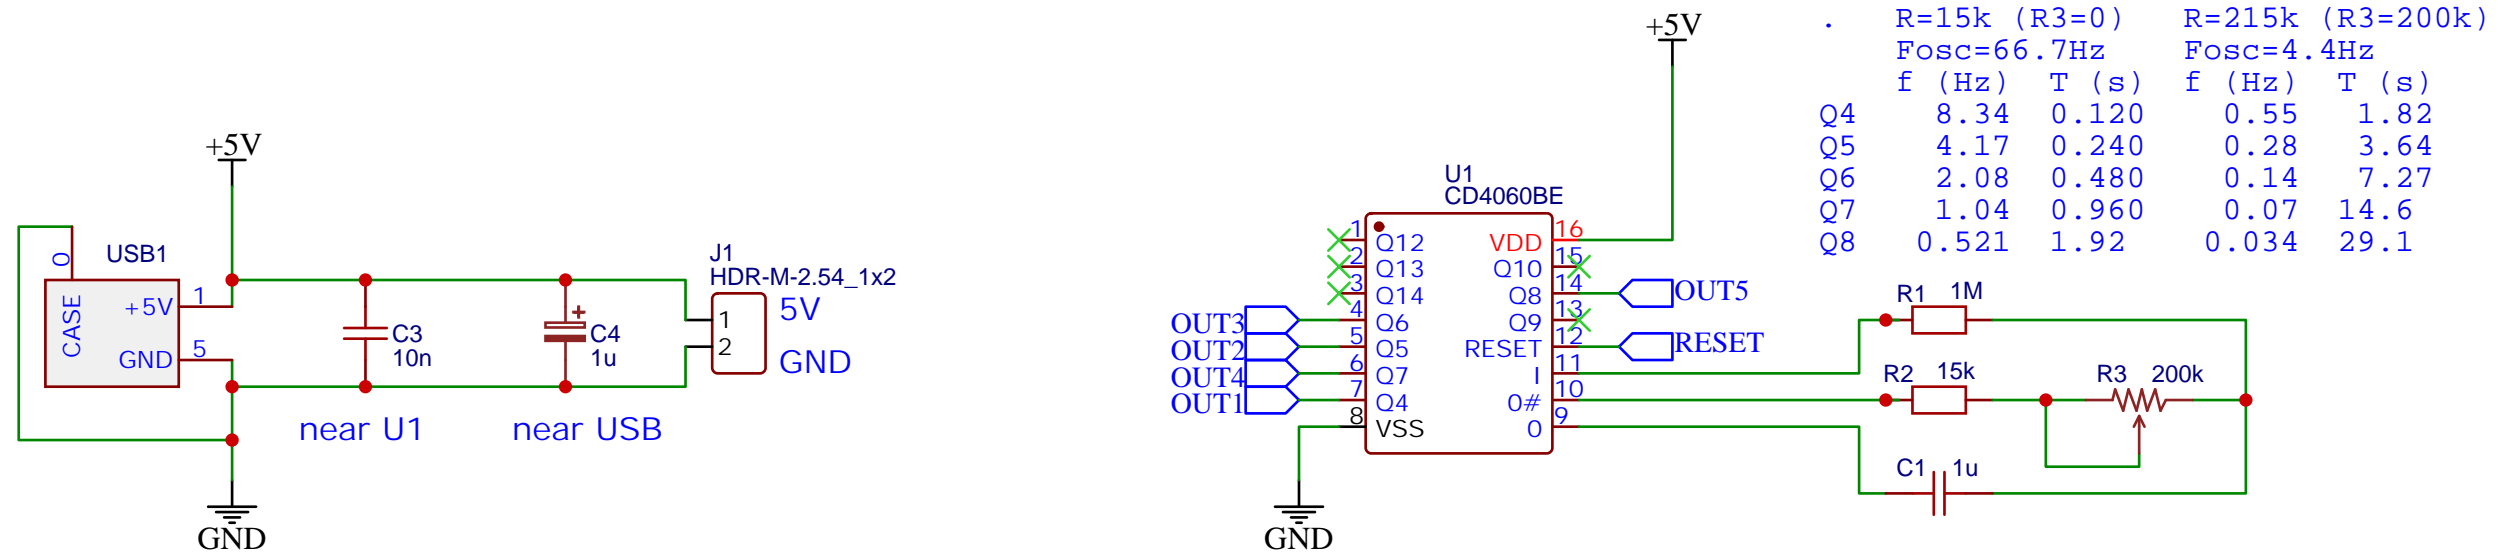 +5V
USB1
0
CASE
+5V
1
GND
5
C3
10n
C4
1u
J1
HDR-M-2.54_1x2
1
2
5V
GND
near U1
near USB
GND
+5V
U1
CD4060BE
1 Q12 VDD 16
2 Q13 Q10 15
3 Q14 Q8 14 OUT5
OUT3 4 Q6 Q9 13
OUT2 5 Q5 RESET 12 RESET
OUT4 6 Q7 I 11
OUT1 7 Q4 0# 10
8 VSS 0 9
GND
R1 1M
R2 15k
R3 200k
C1 1u
. R=15k (R3=0) R=215k (R3=200k)
Fosc=66.7Hz Fosc=4.4Hz
f (Hz) T (s) f (Hz) T (s)
Q4 8.34 0.120 0.55 1.82
Q5 4.17 0.240 0.28 3.64
Q6 2.08 0.480 0.14 7.27
Q7 1.04 0.960 0.07 14.6
Q8 0.521 1.92 0.034 29.1